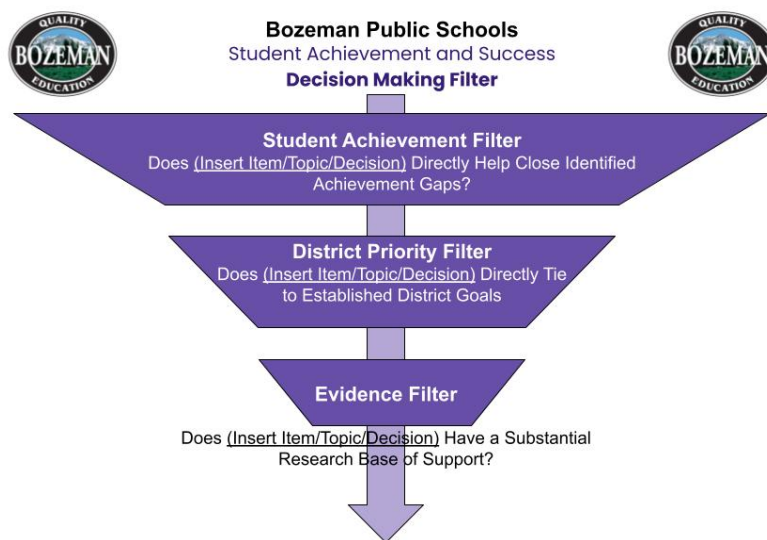 QUALITY
BOZEMAN
EDUCATION
Bozeman Public Schools
Student Achievement and Success
Decision Making Filter
QUALITY
BOZEMAN
EDUCATION
Student Achievement Filter
Does (Insert Item/Topic/Decision) Directly Help Close Identified
Achievement Gaps?
District Priority Filter
Does (Insert Item/Topic/Decision) Directly Tie
to Established District Goals
Evidence Filter
Does (Insert Item/Topic/Decision) Have a Substantial
Research Base of Support?